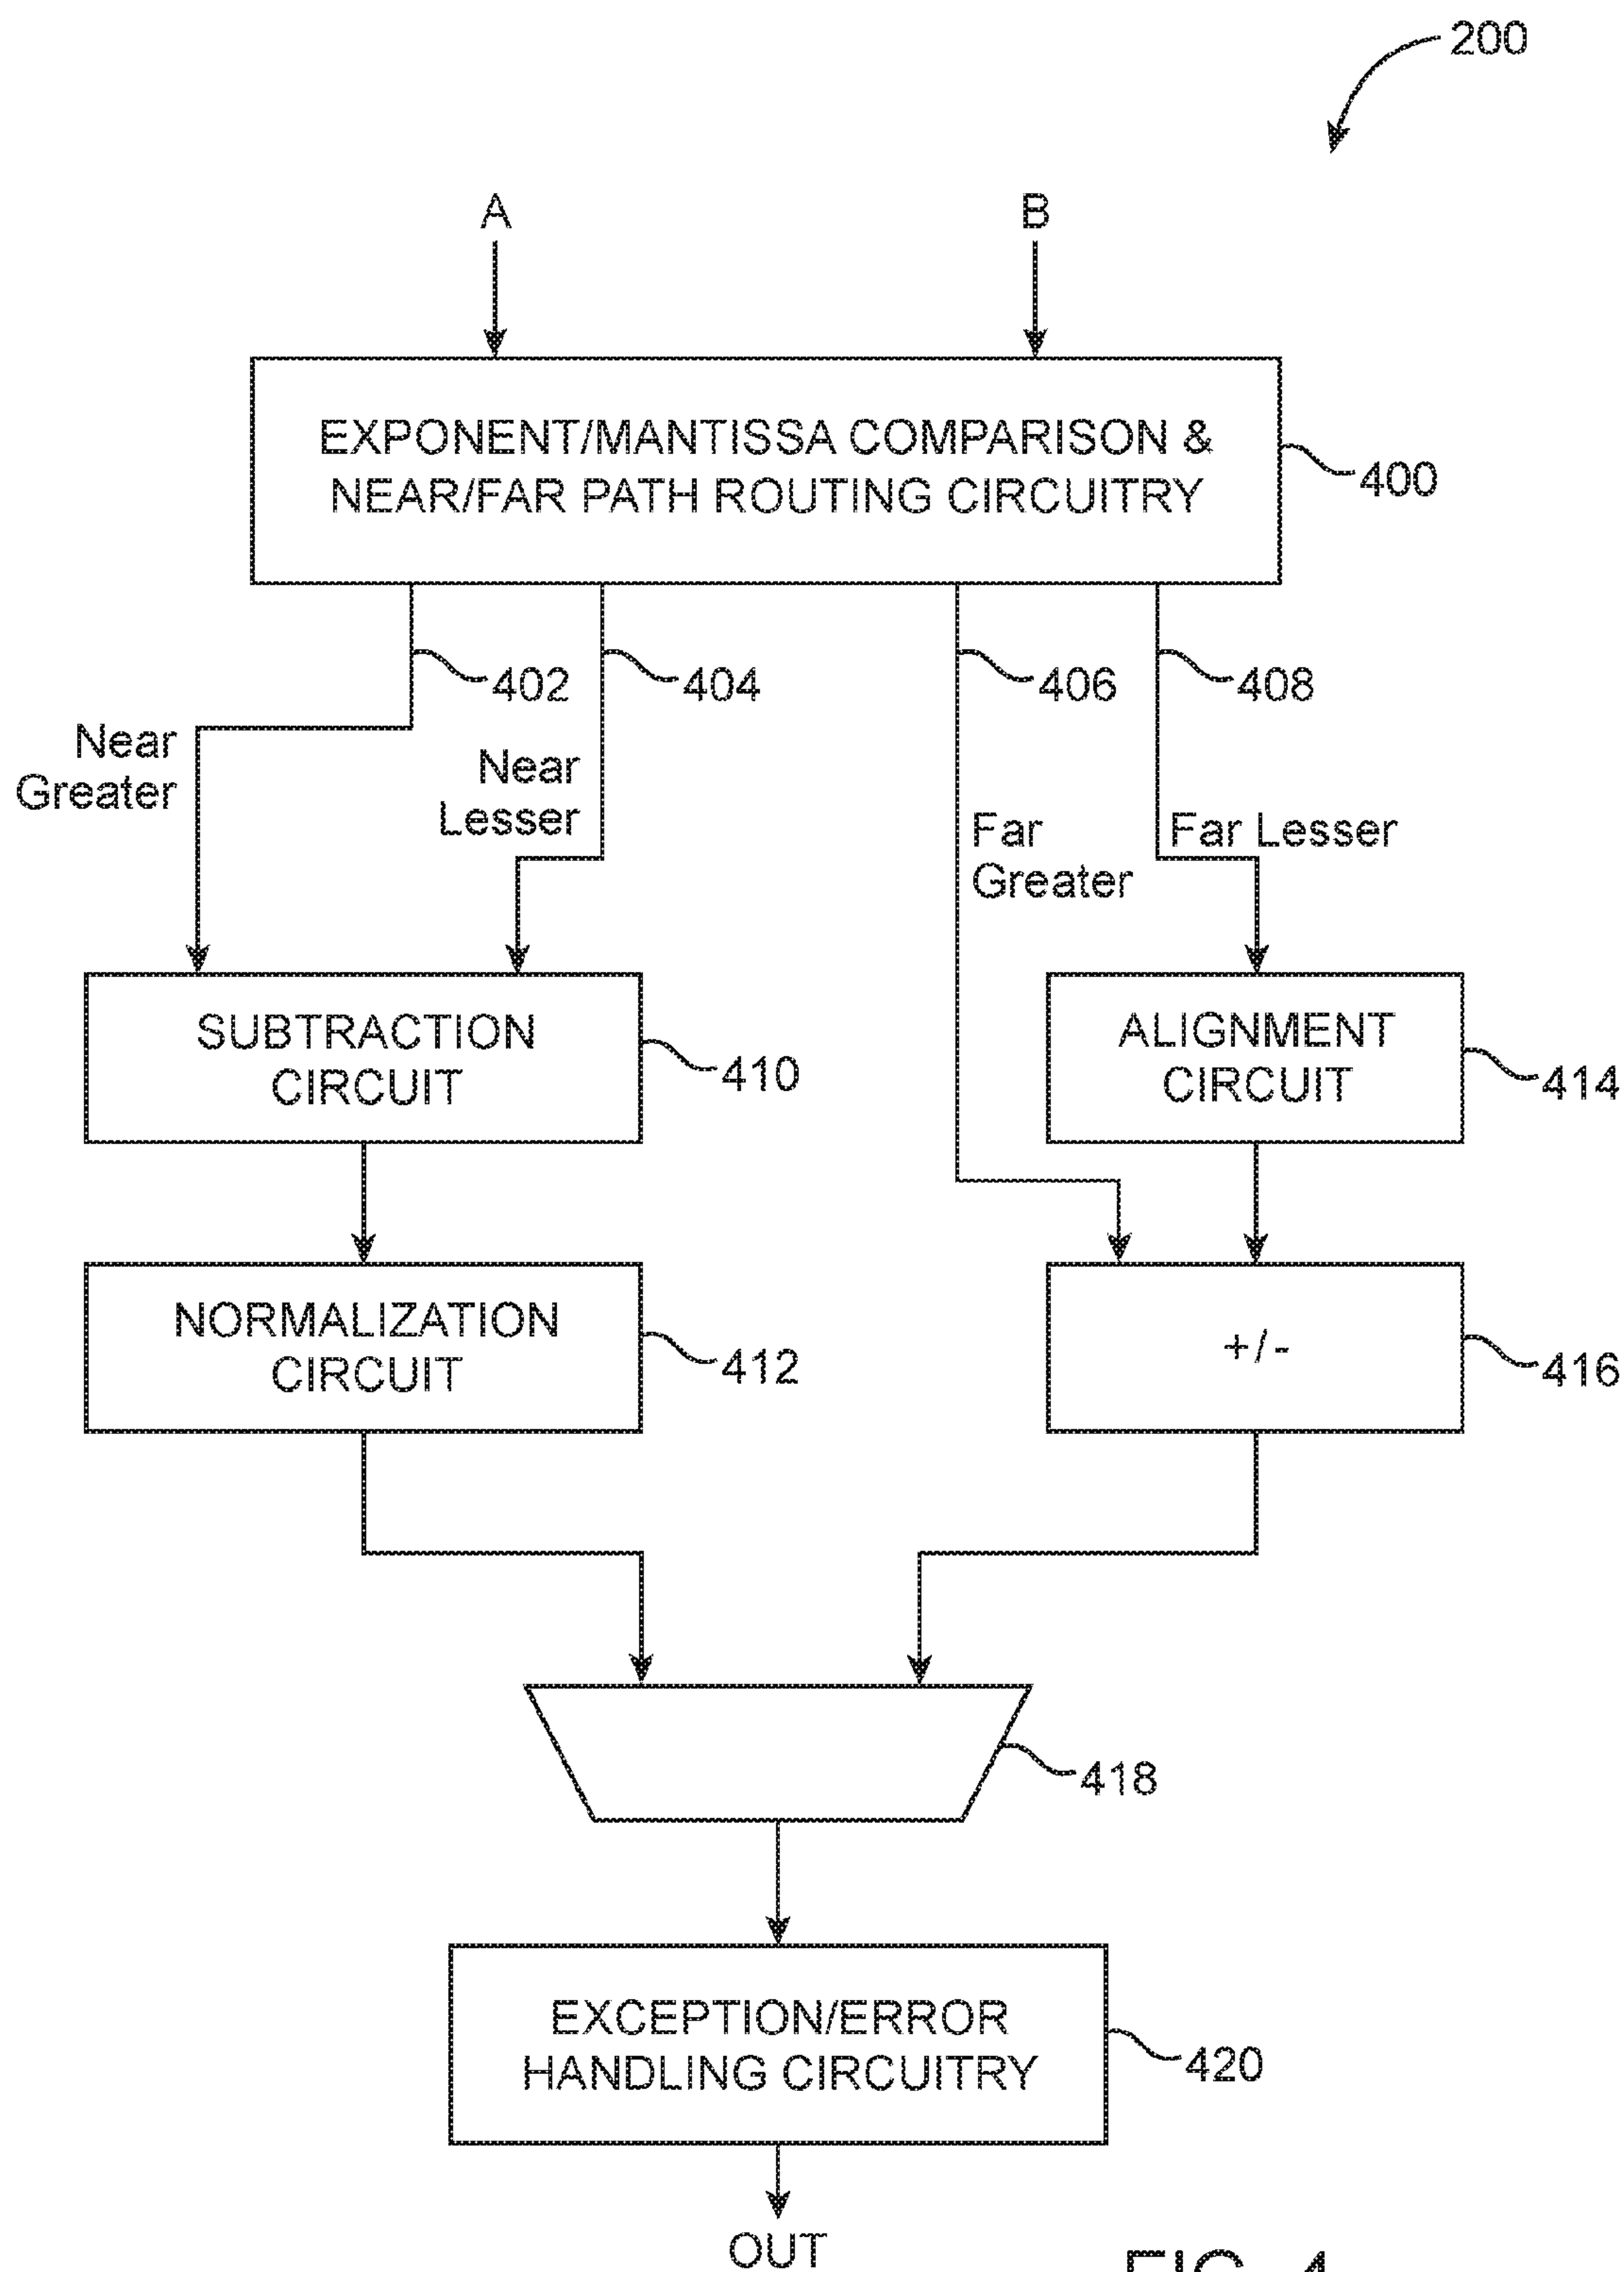 200
A
B
EXPONENT/MANTISSA COMPARISON &
NEAR/FAR PATH ROUTING CIRCUITRY
400
402
404
406
408
Near
Greater
Near
Lesser
Far
Greater
Far Lesser
SUBTRACTION
CIRCUIT
410
ALIGNMENT
CIRCUIT
414
NORMALIZATION
CIRCUIT
412
+/-
416
418
EXCEPTION/ERROR
HANDLING CIRCUITRY
420
OUT
FIG. 4